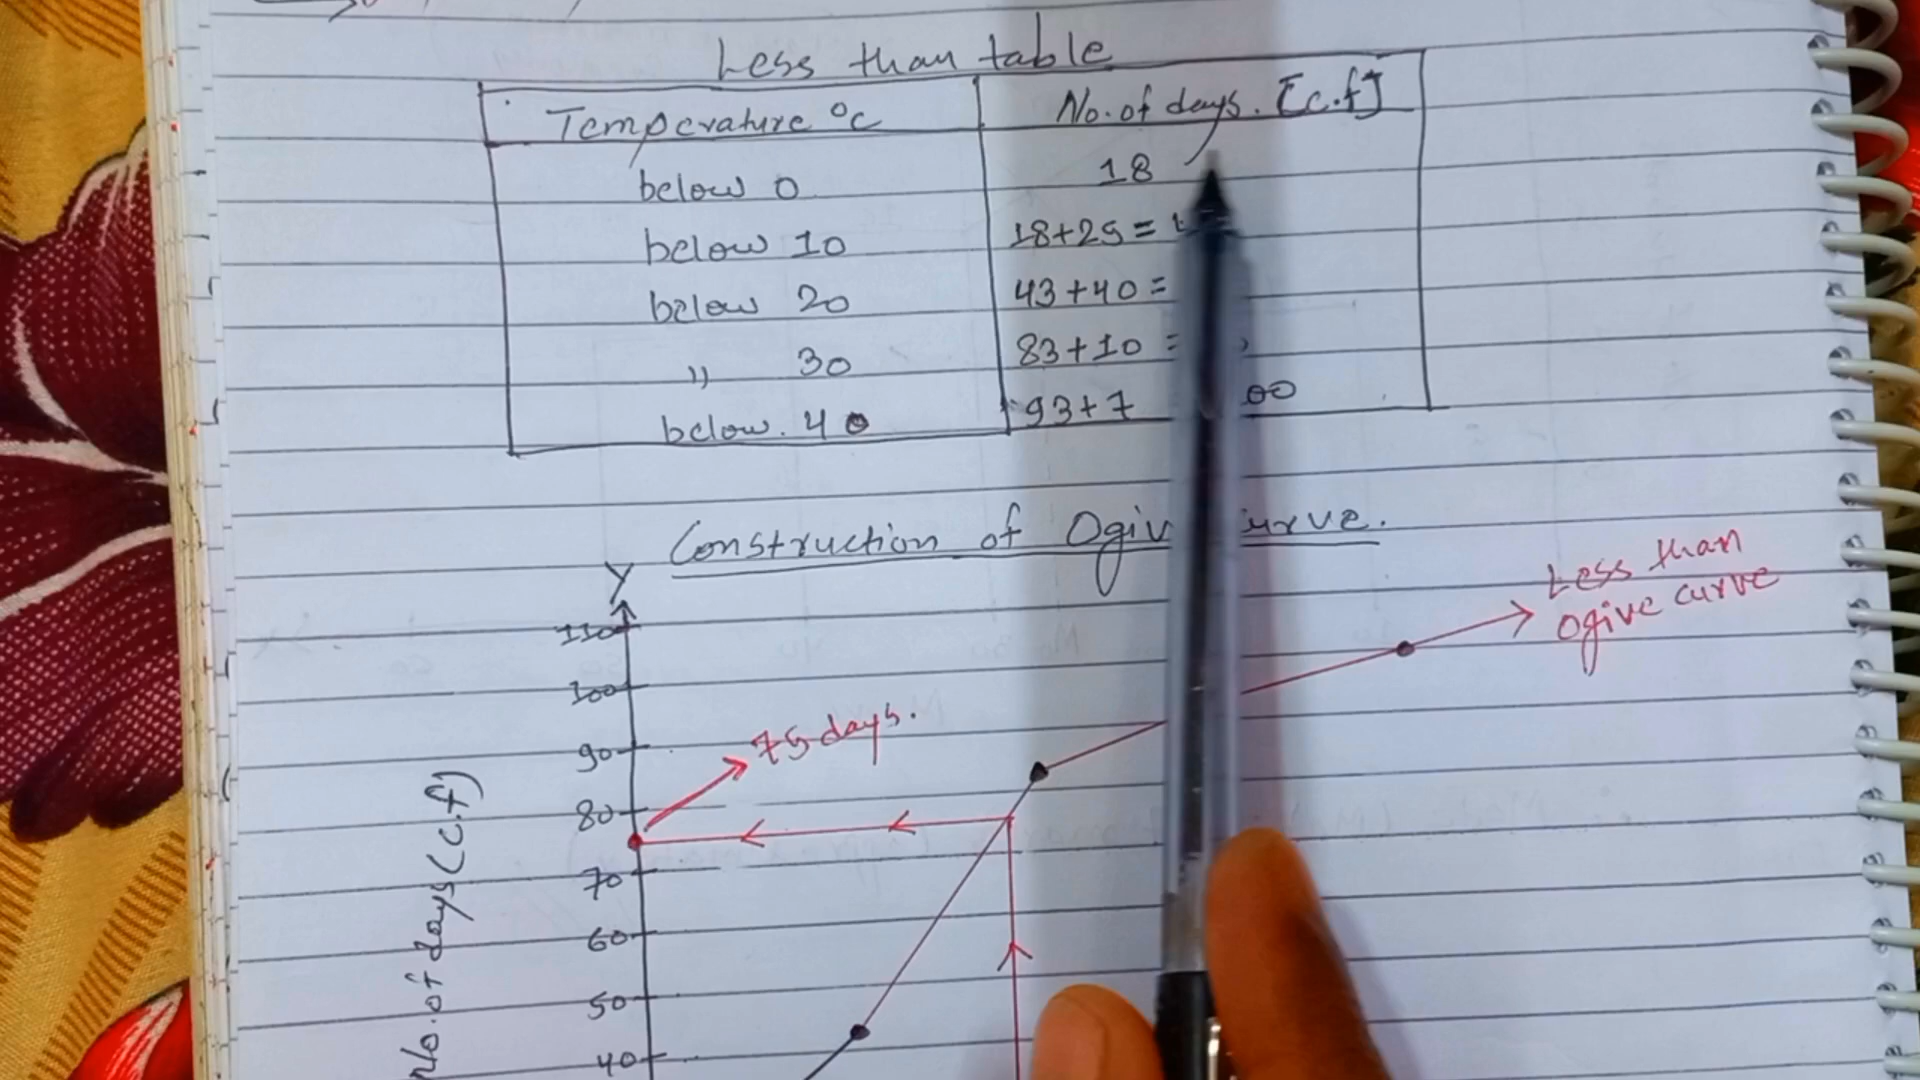 Less than table
Temperature °c No. of days. [c.f]
below 0 18
below 10 18+25=
below 20 43+40=
,, 30 83+10 =
below. 40 93+7 00
Construction of Ogiv urve.
Less than
ogive curve
Y
110
100
90
75 days.
80
70
60
50
40
No. of days (c.f)